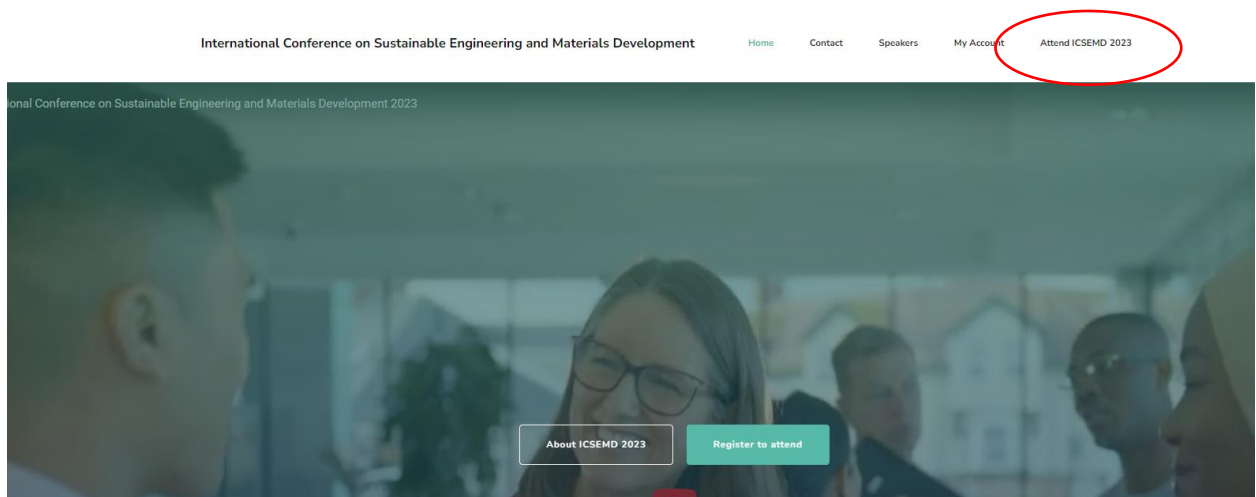 International Conference on Sustainable Engineering and Materials Development Home Contact Speakers My Account Attend ICSEMD 2023
ional Conference on Sustainable Engineering and Materials Development 2023
About ICSEMD 2023 Register to attend